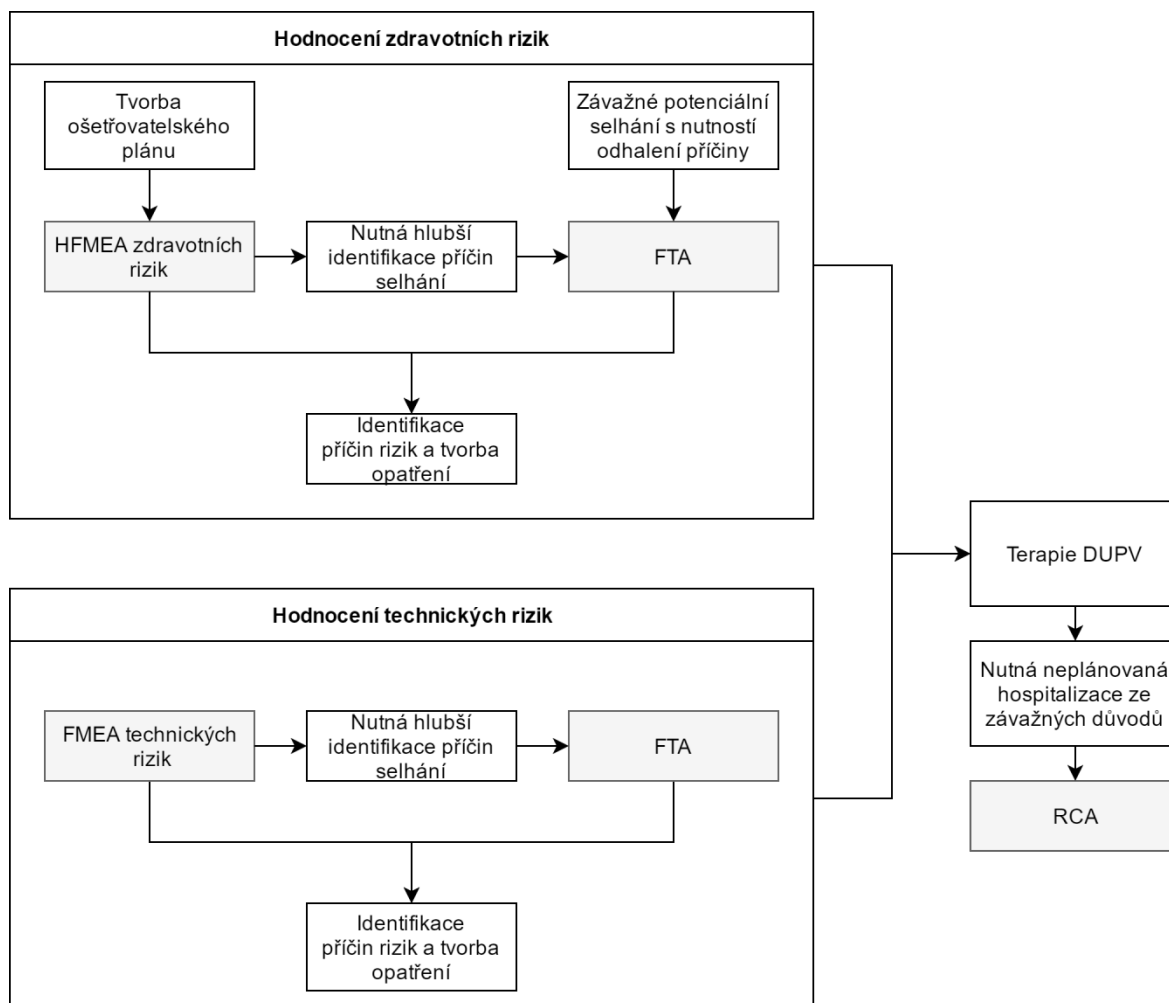 Hodnocení zdravotních rizik
Tvorba
ošetřovatelského
plánu
Závažné potenciální
selhání s nutností
odhalení příčiny
HFMEA zdravotních
rizik
Nutná hlubší
identifikace příčin
selhání
FTA
Identifikace
příčin rizik a tvorba
opatření
Hodnocení technických rizik
FMEA technických
rizik
Nutná hlubší
identifikace příčin
selhání
FTA
Identifikace
příčin rizik a tvorba
opatření
Terapie DUPV
Nutná neplánovaná
hospitalizace ze
závažných důvodů
RCA